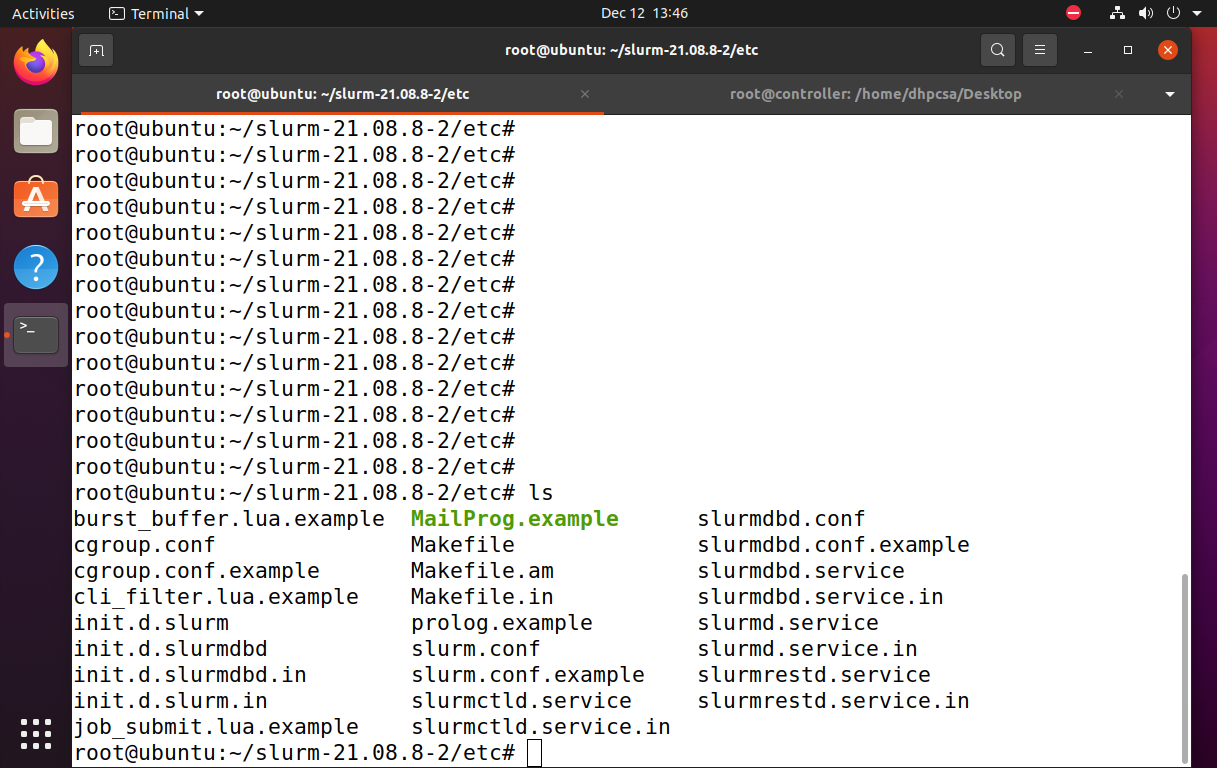 Activities Terminal Dec 12 13:46
root@ubuntu: ~/slurm-21.08.8-2/etc
root@ubuntu: ~/slurm-21.08.8-2/etc root@controller: /home/dhpcsa/Desktop
root@ubuntu:~/slurm-21.08.8-2/etc#
root@ubuntu:~/slurm-21.08.8-2/etc#
root@ubuntu:~/slurm-21.08.8-2/etc#
root@ubuntu:~/slurm-21.08.8-2/etc#
root@ubuntu:~/slurm-21.08.8-2/etc#
root@ubuntu:~/slurm-21.08.8-2/etc#
root@ubuntu:~/slurm-21.08.8-2/etc#
root@ubuntu:~/slurm-21.08.8-2/etc#
root@ubuntu:~/slurm-21.08.8-2/etc#
root@ubuntu:~/slurm-21.08.8-2/etc#
root@ubuntu:~/slurm-21.08.8-2/etc#
root@ubuntu:~/slurm-21.08.8-2/etc#
root@ubuntu:~/slurm-21.08.8-2/etc#
root@ubuntu:~/slurm-21.08.8-2/etc#
root@ubuntu:~/slurm-21.08.8-2/etc# ls
burst_buffer.lua.example MailProg.example slurmdbd.conf
cgroup.conf Makefile slurmdbd.conf.example
cgroup.conf.example Makefile.am slurmdbd.service
cli_filter.lua.example Makefile.in slurmdbd.service.in
init.d.slurm prolog.example slurmd.service
init.d.slurmdbd slurm.conf slurmd.service.in
init.d.slurmdbd.in slurm.conf.example slurmrestd.service
init.d.slurm.in slurmctld.service slurmrestd.service.in
job_submit.lua.example slurmctld.service.in
root@ubuntu:~/slurm-21.08.8-2/etc#